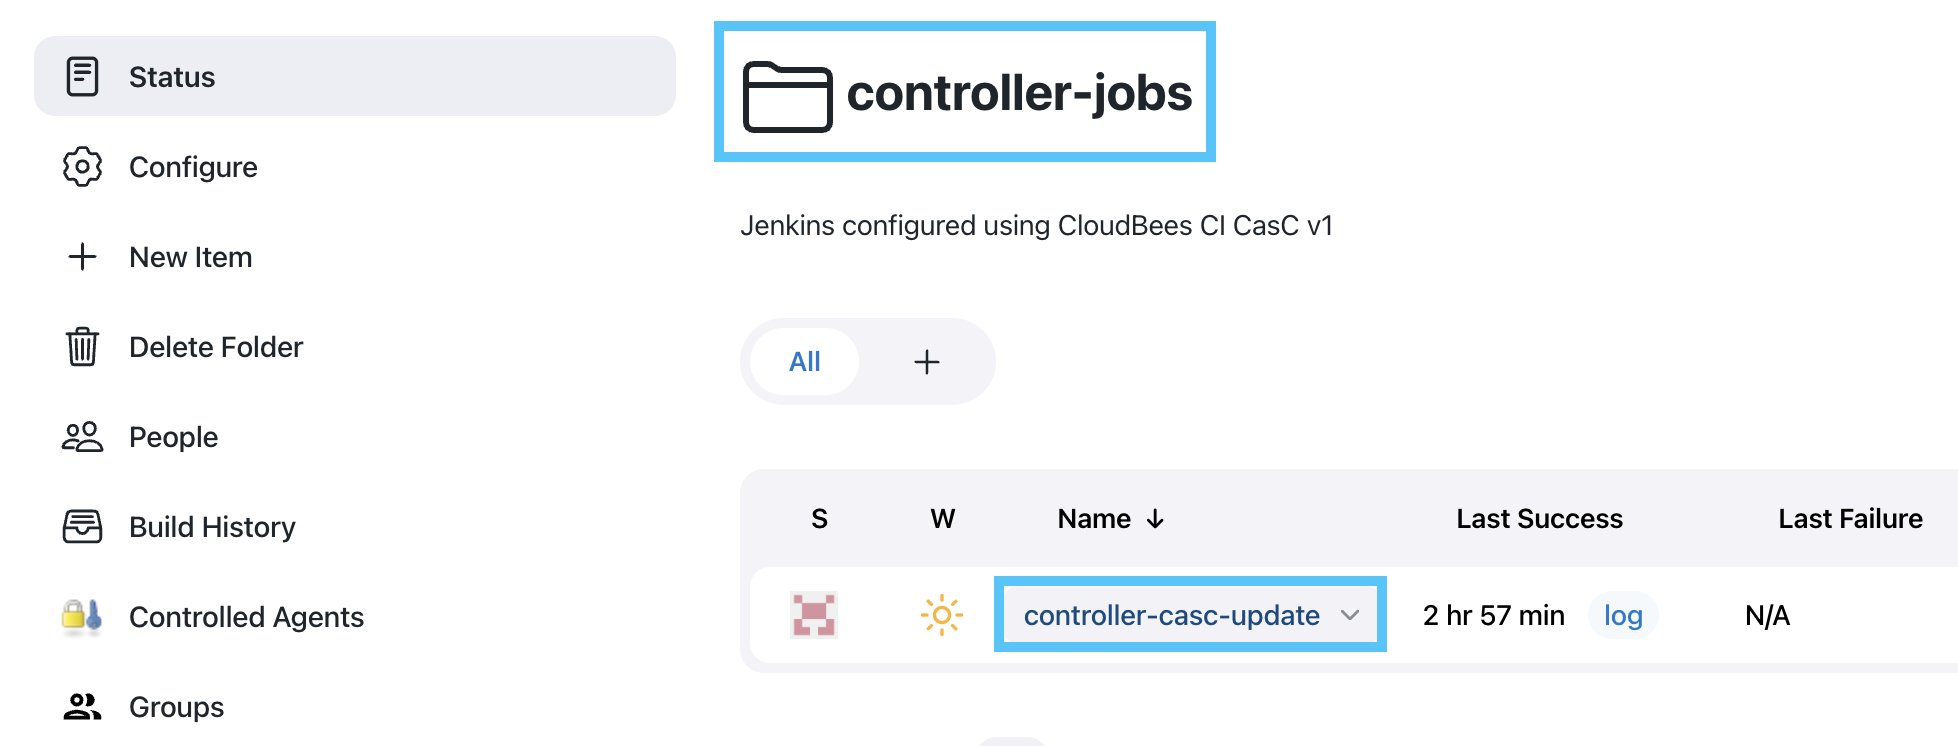 Status
Configure
New Item
Delete Folder
People
Build History
Controlled Agents
Groups
controller-jobs
Jenkins configured using CloudBees CI CasC v1
All +
S W Name ↓ Last Success Last Failure
controller-casc-update 2 hr 57 min log N/A